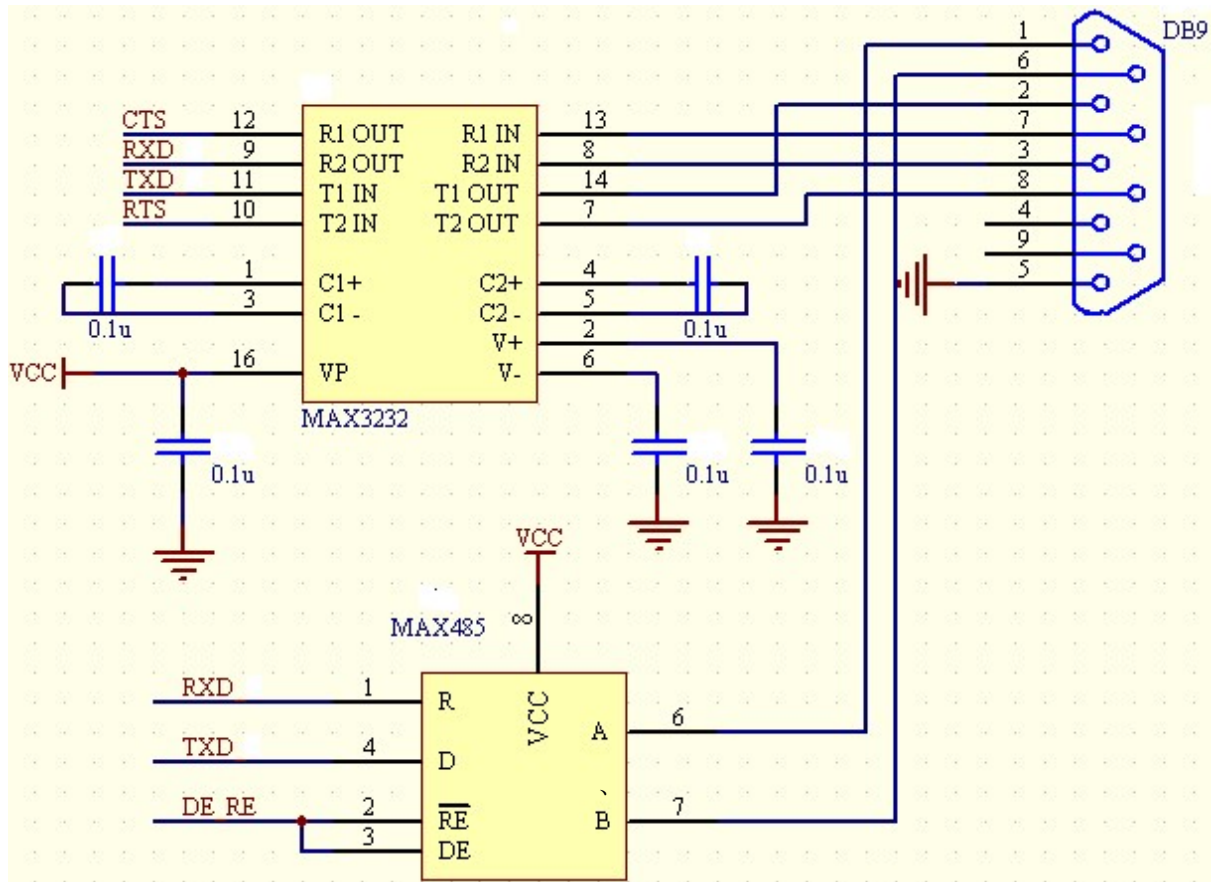 DB9
1
6
2
7
3
8
4
9
5
CTS 12 R1 OUT R1 IN 13
RXD 9 R2 OUT R2 IN 8
TXD 11 T1 IN T1 OUT 14
RTS 10 T2 IN T2 OUT 7
1 C1+ C2+ 4
3 C1 - C2 - 5
0.1u 0.1u
V+ 2
VCC 16 VP V- 6
MAX3232
0.1u 0.1u 0.1u
VCC
MAX485 8
RXD 1 R VCC A 6
TXD 4 D
DE RE 2 RE B 7
3 DE